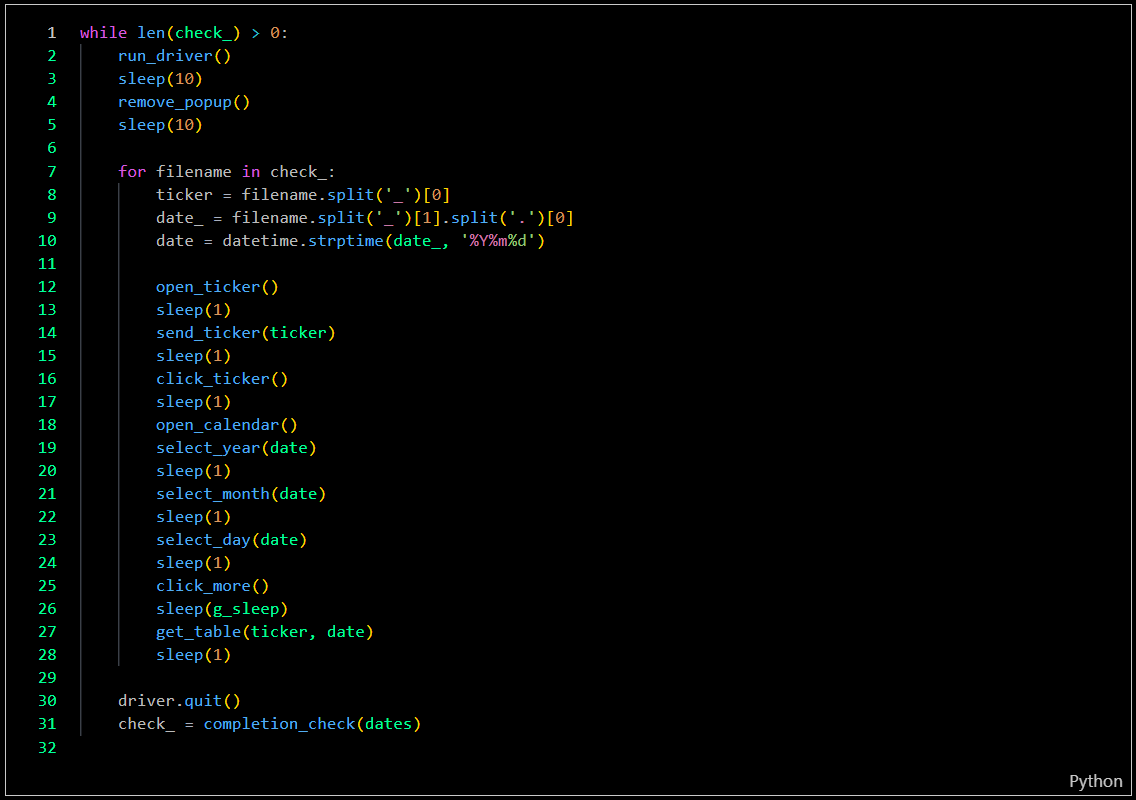 1 while len(check_) > 0:
2     run_driver()
3     sleep(10)
4     remove_popup()
5     sleep(10)
6
7     for filename in check_:
8         ticker = filename.split('_')[0]
9         date_ = filename.split('_')[1].split('.')[0]
10         date = datetime.strptime(date_, '%Y%m%d')
11
12         open_ticker()
13         sleep(1)
14         send_ticker(ticker)
15         sleep(1)
16         click_ticker()
17         sleep(1)
18         open_calendar()
19         select_year(date)
20         sleep(1)
21         select_month(date)
22         sleep(1)
23         select_day(date)
24         sleep(1)
25         click_more()
26         sleep(g_sleep)
27         get_table(ticker, date)
28         sleep(1)
29
30     driver.quit()
31     check_ = completion_check(dates)
32
Python